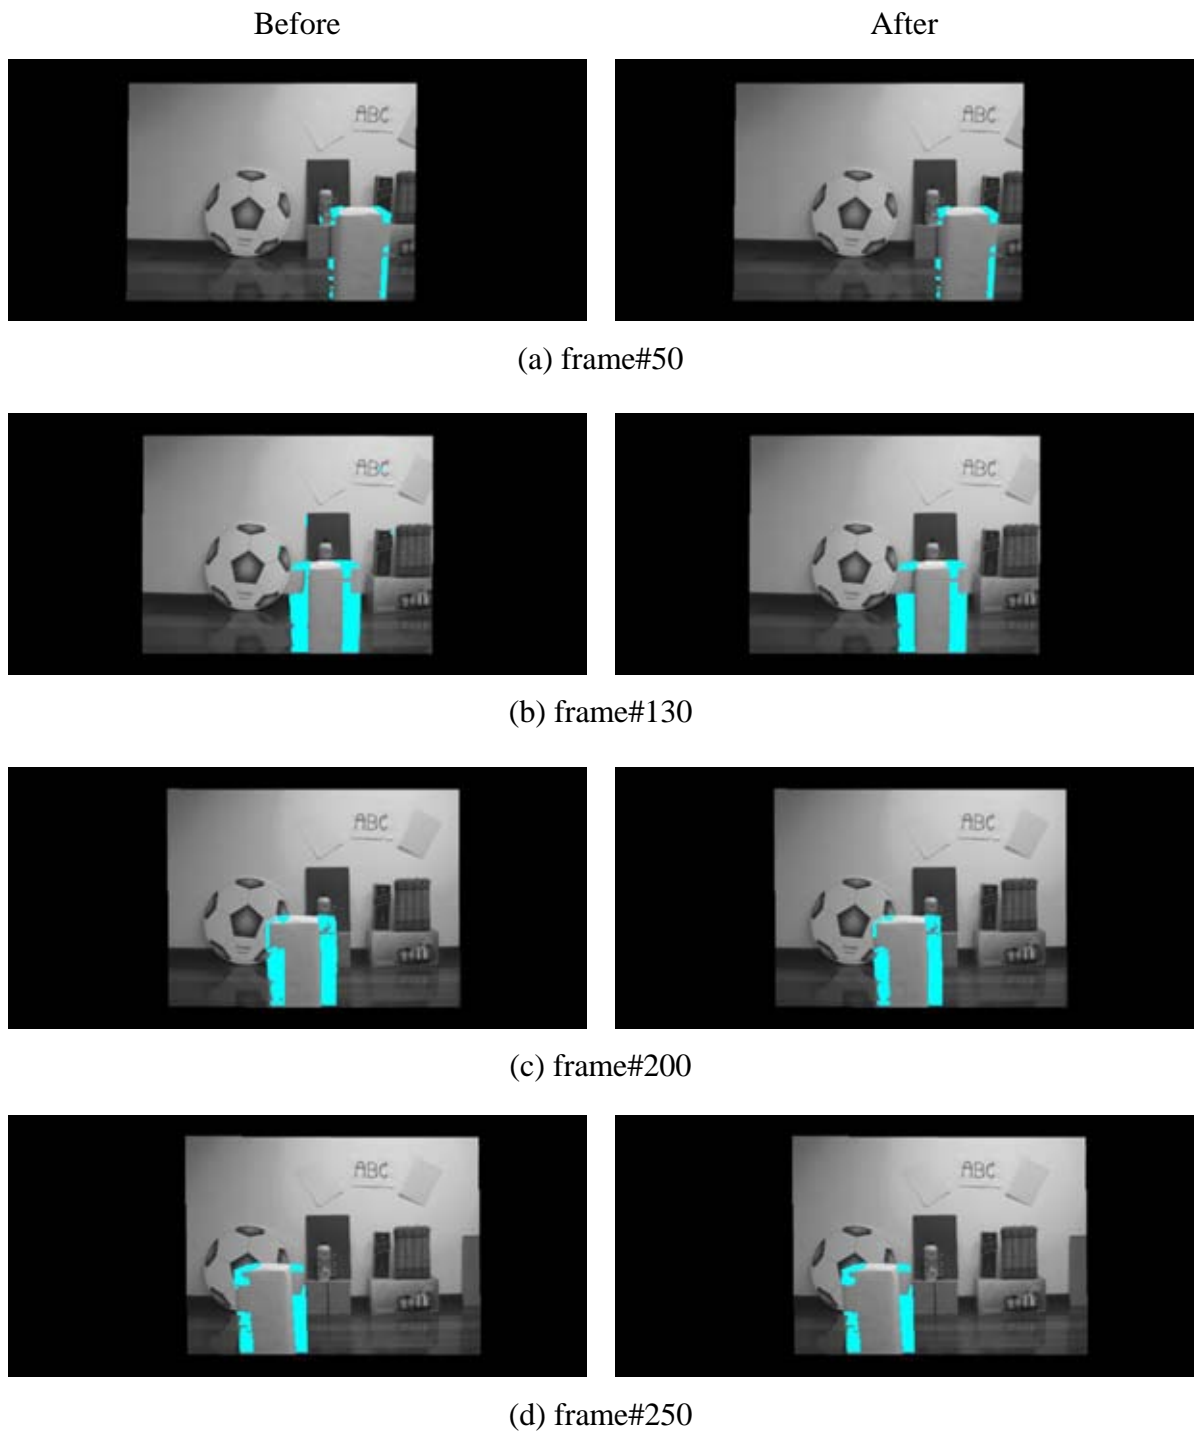 Before After
ABC ABC
(a) frame#50
ABC ABC
(b) frame#130
ABC ABC
(c) frame#200
ABC ABC
(d) frame#250